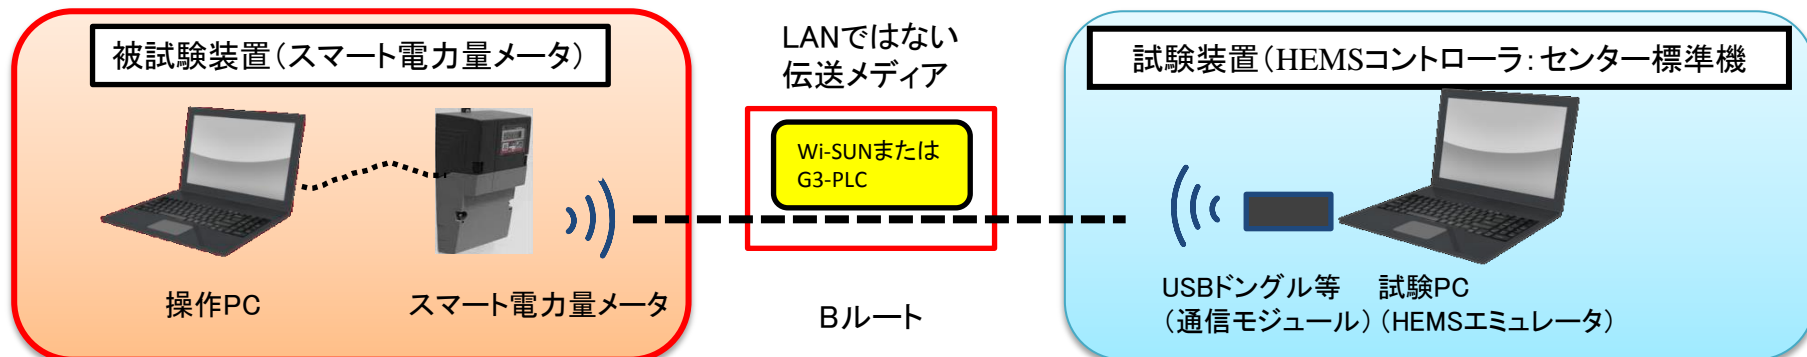 被試験装置(スマート電力量メータ)
操作PC
スマート電力量メータ
LANではない
伝送メディア
Wi-SUNまたは
G3-PLC
Bルート
試験装置(HEMSコントローラ:センター標準機
USBドングル等
(通信モジュール)
試験PC
(HEMSエミュレータ)